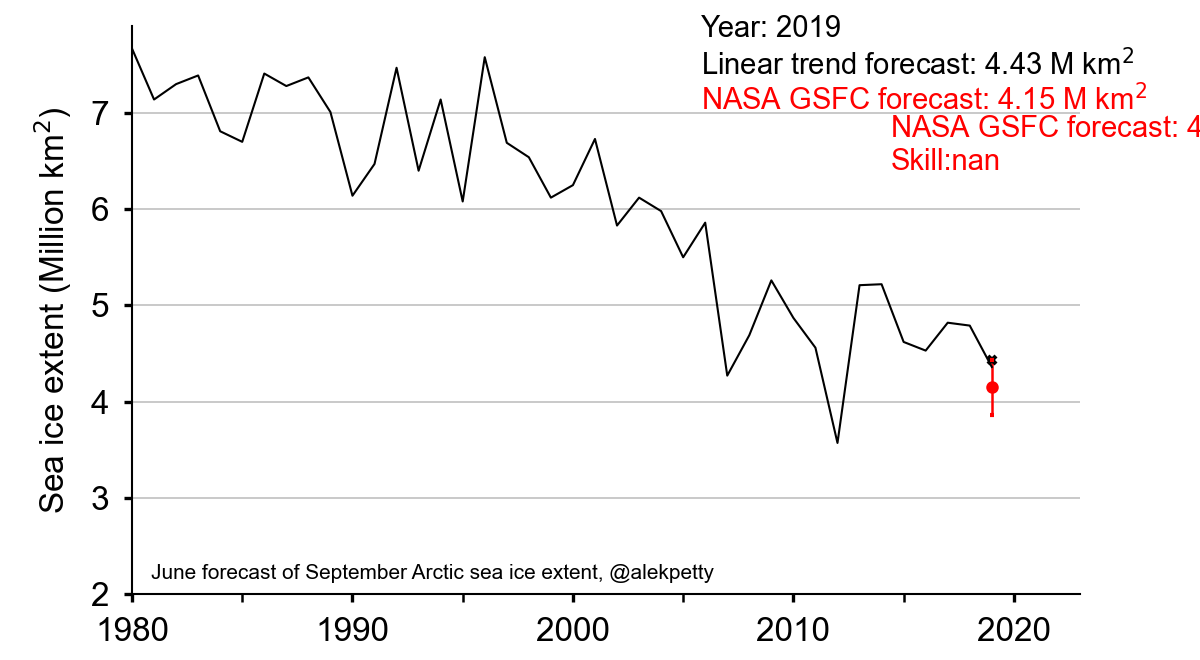 Year: 2019
Linear trend forecast: 4.43 M km²
NASA GSFC forecast: 4.15 M km²
NASA GSFC forecast: 4
Skill:nan
Sea ice extent (Million km²)
7
6
5
4
3
2
June forecast of September Arctic sea ice extent, @alekpetty
1980 1990 2000 2010 2020